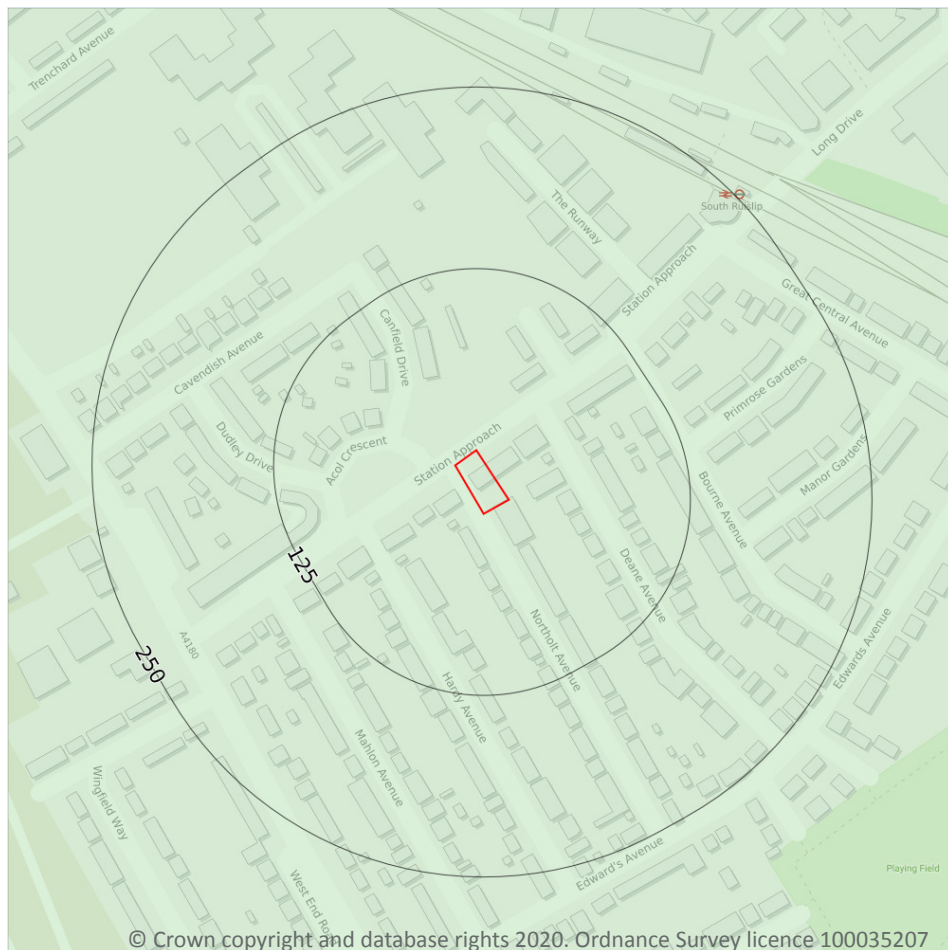 Trenchard Avenue
Long Drive
South Ruislip
The Runway
Station Approach
Great Central Avenue
Canfield Drive
Cavendish Avenue
Primrose Gardens
Dudley Drive
Acol Crescent
Station Approach
Manor Gardens
Bourne Avenue
125
Deane Avenue
A4180
250
Northolt Avenue
Edwards Avenue
Hardy Avenue
Mahlon Avenue
Wingfield Way
Edward's Avenue
West End
Playing Field
© Crown copyright and database rights 2020. Ordnance Survey licence 100035207